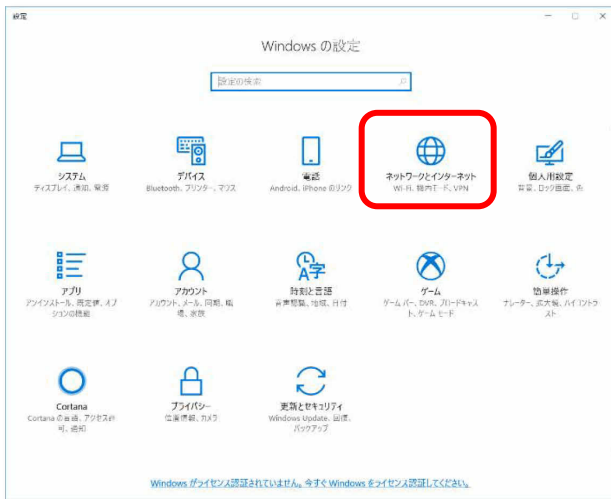 設定
Windows の設定
設定の検索
システム
ディスプレイ、通知、電源
デバイス
Bluetooth、プリンター、マウス
電話
Android、iPhone のリンク
ネットワークとインターネット
Wi-Fi、機内モード、VPN
個人用設定
背景、ロック画面、色
アプリ
アンインストール、既定値、オプ
ションの機能
アカウント
アカウント、メール、同期、職
場、家族
時刻と言語
音声認識、地域、日付
ゲーム
ゲーム バー、DVR、ブロードキャス
ト、ゲーム モード
簡単操作
ナレーター、拡大鏡、ハイコントラ
スト
Cortana
Cortana の言語、アクセス許
可、通知
プライバシー
位置情報、カメラ
更新とセキュリティ
Windows Update、回復、
バックアップ
Windows がライセンス認証されていません。今すぐ Windows をライセンス認証してください。